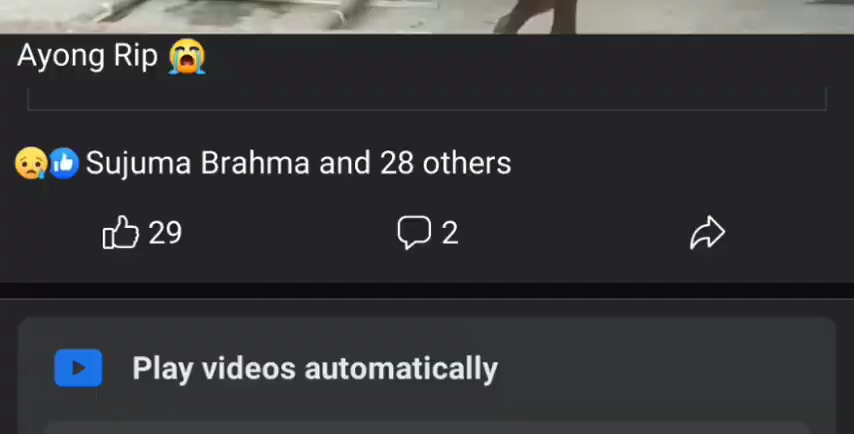 Ayong Rip 😭
Sujuma Brahma and 28 others
29
2
Play videos automatically